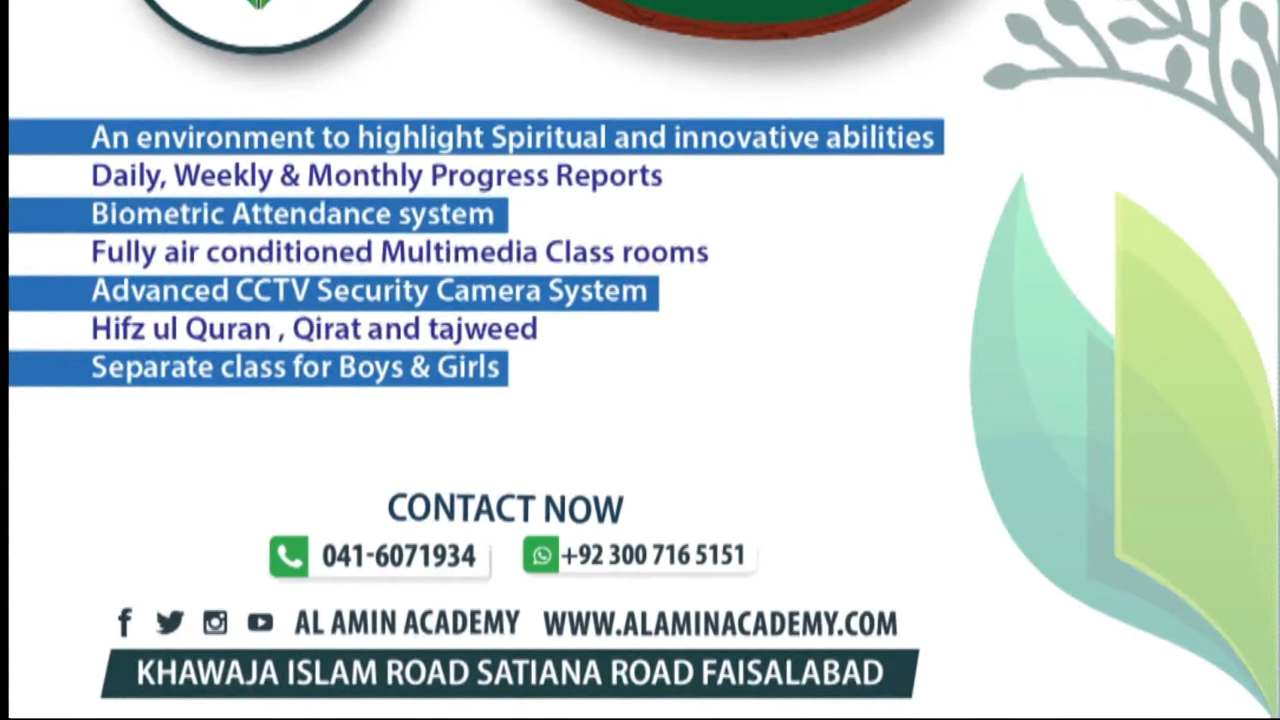 An environment to highlight Spiritual and innovative abilities
Daily, Weekly & Monthly Progress Reports
Biometric Attendance system
Fully air conditioned Multimedia Class rooms
Advanced CCTV Security Camera System
Hifz ul Quran , Qirat and tajweed
Separate class for Boys & Girls
CONTACT NOW
041-6071934 +92 300 716 5151
AL AMIN ACADEMY WWW.ALAMINACADEMY.COM
KHAWAJA ISLAM ROAD SATIANA ROAD FAISALABAD